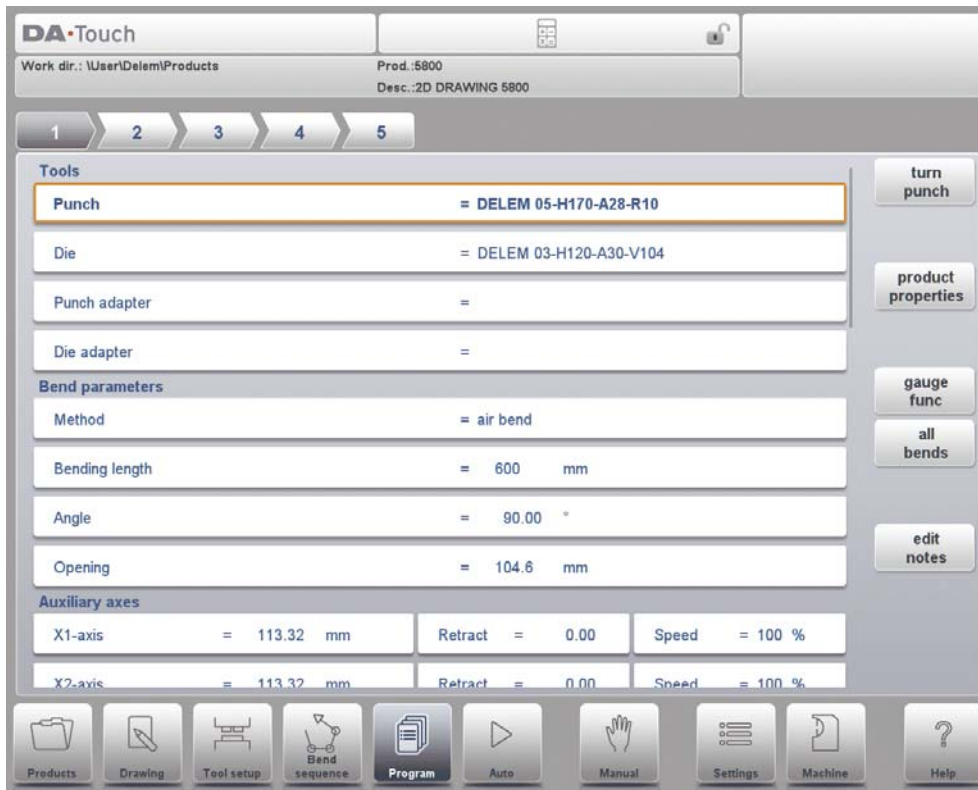 DA·Touch
Work dir.: \User\Delem\Products
Prod.:5800
Desc.:2D DRAWING 5800
1 2 3 4 5
Tools
Punch = DELEM 05-H170-A28-R10
Die = DELEM 03-H120-A30-V104
Punch adapter =
Die adapter =
Bend parameters
Method = air bend
Bending length = 600 mm
Angle = 90.00 °
Opening = 104.6 mm
Auxiliary axes
X1-axis = 113.32 mm Retract = 0.00 Speed = 100 %
X2-axis = 113.32 mm Retract = 0.00 Speed = 100 %
turn
punch
product
properties
gauge
func
all
bends
edit
notes
Products
Drawing
Tool setup
Bend
sequence
Program
Auto
Manual
Settings
Machine
Help